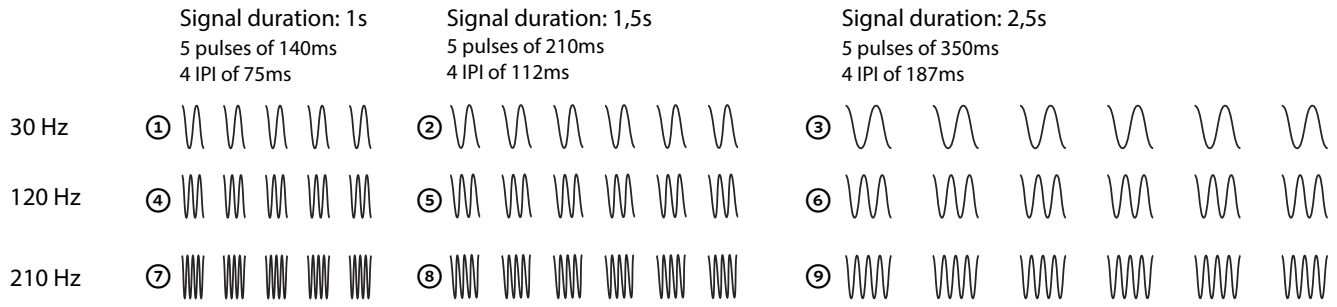 Signal duration: 1s
5 pulses of 140ms
4 IPI of 75ms
Signal duration: 1,5s
5 pulses of 210ms
4 IPI of 112ms
Signal duration: 2,5s
5 pulses of 350ms
4 IPI of 187ms
30 Hz 1 2 3
120 Hz 4 5 6
210 Hz 7 8 9